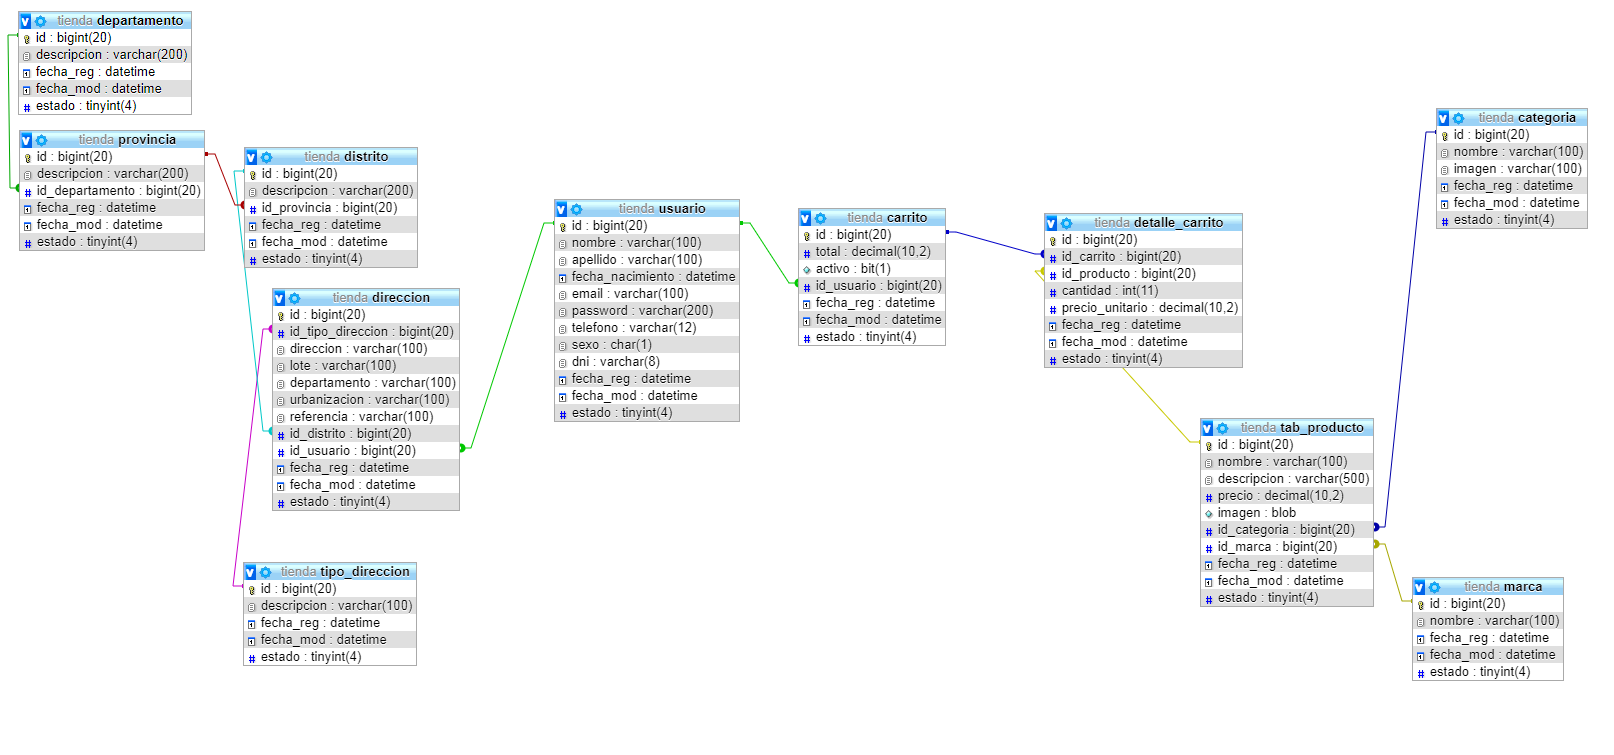 tienda departamento
id : bigint(20)
descripcion : varchar(200)
fecha_reg : datetime
fecha_mod : datetime
estado : tinyint(4)
tienda provincia
id : bigint(20)
descripcion : varchar(200)
id_departamento : bigint(20)
fecha_reg : datetime
fecha_mod : datetime
estado : tinyint(4)
tienda distrito
id : bigint(20)
descripcion : varchar(200)
id_provincia : bigint(20)
fecha_reg : datetime
fecha_mod : datetime
estado : tinyint(4)
tienda direccion
id : bigint(20)
id_tipo_direccion : bigint(20)
direccion : varchar(100)
lote : varchar(100)
departamento : varchar(100)
urbanizacion : varchar(100)
referencia : varchar(100)
id_distrito : bigint(20)
id_usuario : bigint(20)
fecha_reg : datetime
fecha_mod : datetime
estado : tinyint(4)
tienda tipo_direccion
id : bigint(20)
descripcion : varchar(100)
fecha_reg : datetime
fecha_mod : datetime
estado : tinyint(4)
tienda usuario
id : bigint(20)
nombre : varchar(100)
apellido : varchar(100)
fecha_nacimiento : datetime
email : varchar(100)
password : varchar(200)
telefono : varchar(12)
sexo : char(1)
dni : varchar(8)
fecha_reg : datetime
fecha_mod : datetime
estado : tinyint(4)
tienda carrito
id : bigint(20)
total : decimal(10,2)
activo : bit(1)
id_usuario : bigint(20)
fecha_reg : datetime
fecha_mod : datetime
estado : tinyint(4)
tienda detalle_carrito
id : bigint(20)
id_carrito : bigint(20)
id_producto : bigint(20)
cantidad : int(11)
precio_unitario : decimal(10,2)
fecha_reg : datetime
fecha_mod : datetime
estado : tinyint(4)
tienda tab_producto
id : bigint(20)
nombre : varchar(100)
descripcion : varchar(500)
precio : decimal(10,2)
imagen : blob
id_categoria : bigint(20)
id_marca : bigint(20)
fecha_reg : datetime
fecha_mod : datetime
estado : tinyint(4)
tienda categoria
id : bigint(20)
nombre : varchar(100)
imagen : varchar(100)
fecha_reg : datetime
fecha_mod : datetime
estado : tinyint(4)
tienda marca
id : bigint(20)
nombre : varchar(100)
fecha_reg : datetime
fecha_mod : datetime
estado : tinyint(4)